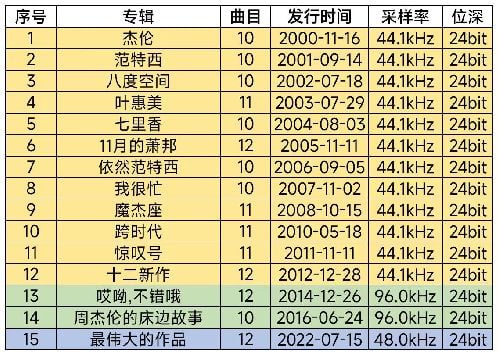 序号 专辑 曲目 发行时间 采样率 位深
1 杰伦 10 2000-11-16 44.1kHz 24bit
2 范特西 10 2001-09-14 44.1kHz 24bit
3 八度空间 10 2002-07-18 44.1kHz 24bit
4 叶惠美 11 2003-07-29 44.1kHz 24bit
5 七里香 10 2004-08-03 44.1kHz 24bit
6 11月的萧邦 12 2005-11-11 44.1kHz 24bit
7 依然范特西 10 2006-09-05 44.1kHz 24bit
8 我很忙 10 2007-11-02 44.1kHz 24bit
9 魔杰座 11 2008-10-15 44.1kHz 24bit
10 跨时代 11 2010-05-18 44.1kHz 24bit
11 惊叹号 11 2011-11-11 44.1kHz 24bit
12 十二新作 12 2012-12-28 44.1kHz 24bit
13 哎呦,不错哦 12 2014-12-26 96.0kHz 24bit
14 周杰伦的床边故事 10 2016-06-24 96.0kHz 24bit
15 最伟大的作品 12 2022-07-15 48.0kHz 24bit